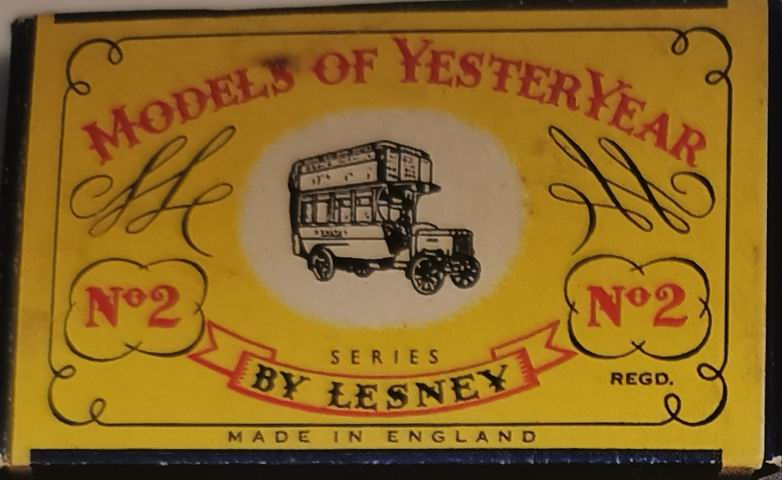 MODELS OF YESTERYEAR
Nº2
Nº2
SERIES
BY LESNEY
REGD.
MADE IN ENGLAND